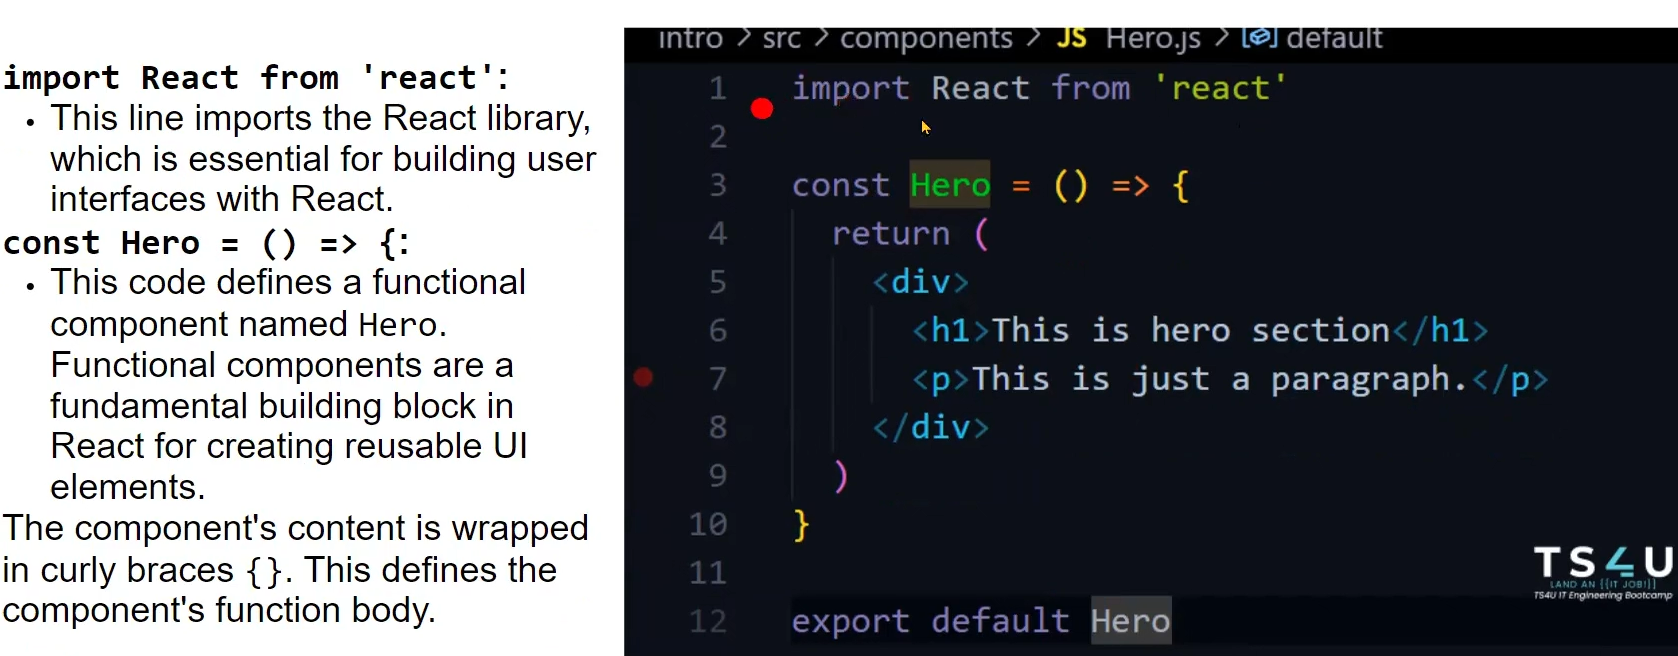 import React from 'react':
• This line imports the React library,
which is essential for building user
interfaces with React.
const Hero = () => {:
• This code defines a functional
component named Hero.
Functional components are a
fundamental building block in
React for creating reusable UI
elements.
The component's content is wrapped
in curly braces {}. This defines the
component's function body.
intro > src > components > JS Hero.js > default
1 import React from 'react'
2
3 const Hero = () => {
4 return (
5 <div>
6 <h1>This is hero section</h1>
7 <p>This is just a paragraph.</p>
8 </div>
9 )
10 }
11
12 export default Hero
TS4U
LAND AN {{IT JOB!}}
TS4U IT Engineering Bootcamp